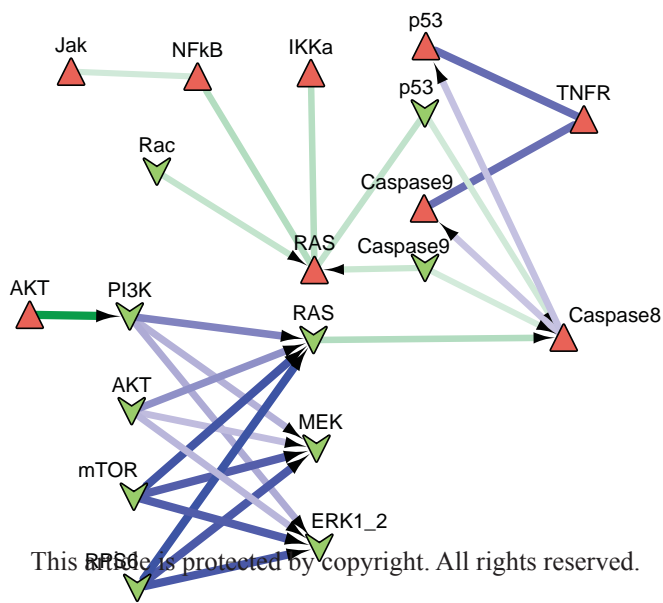 p53
Jak
NFkB
IKKa
p53
TNFR
Rac
Caspase9
RAS
Caspase9
AKT
PI3K
RAS
Caspase8
AKT
MEK
mTOR
ERK1_2
RPS6
This article is protected by copyright. All rights reserved.